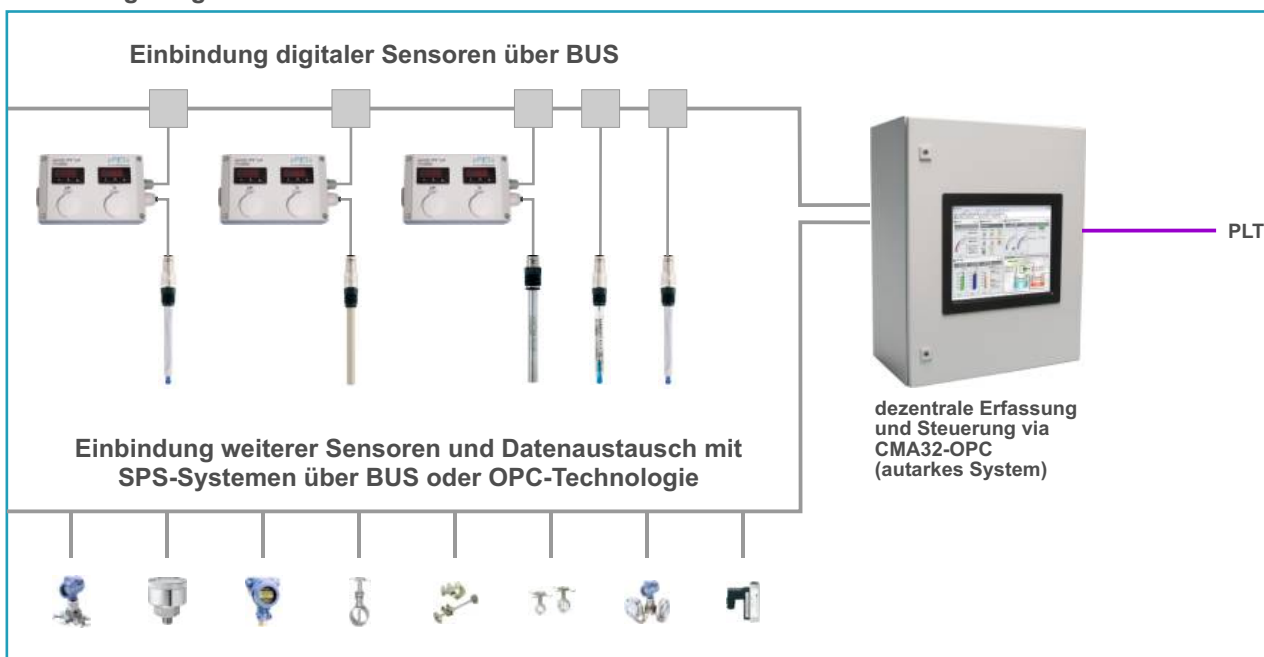 Einbindung digitaler Sensoren über BUS
PLT
dezentrale Erfassung
und Steuerung via
CMA32-OPC
(autarkes System)
Einbindung weiterer Sensoren und Datenaustausch mit
SPS-Systemen über BUS oder OPC-Technologie